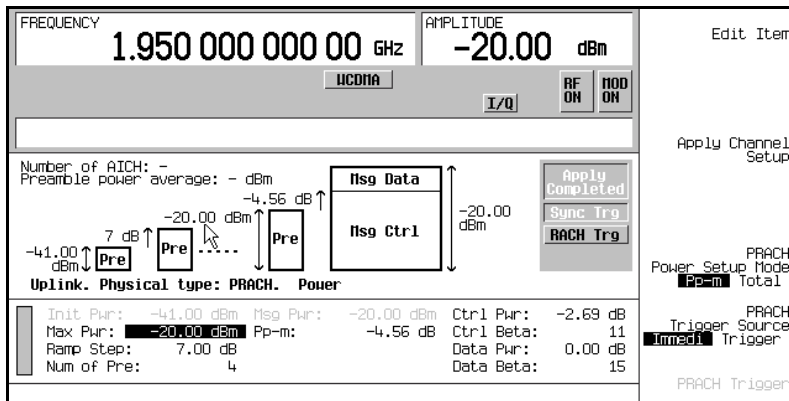 FREQUENCY
1.950 000 000 00 GHz
AMPLITUDE
-20.00 dBm
WCDMA
I/Q
RF ON
MOD ON
Number of AICH: -
Preamble power average: - dBm
-41.00 dBm
Pre
7 dB
Pre
-20.00 dBm
.....
-4.56 dB
Pre
Msg Data
Msg Ctrl
-20.00 dBm
Apply Completed
Sync Trg
RACH Trg
Uplink. Physical type: PRACH. Power
Init Pwr: -41.00 dBm Msg Pwr: -20.00 dBm Ctrl Pwr: -2.69 dB
Max Pwr: -20.00 dBm Pp-m: -4.56 dB Ctrl Beta: 11
Ramp Step: 7.00 dB Data Pwr: 0.00 dB
Num of Pre: 4 Data Beta: 15
Edit Item
Apply Channel
Setup
PRACH
Power Setup Mode
Pp-m Total
PRACH
Trigger Source
Immedi Trigger
PRACH Trigger